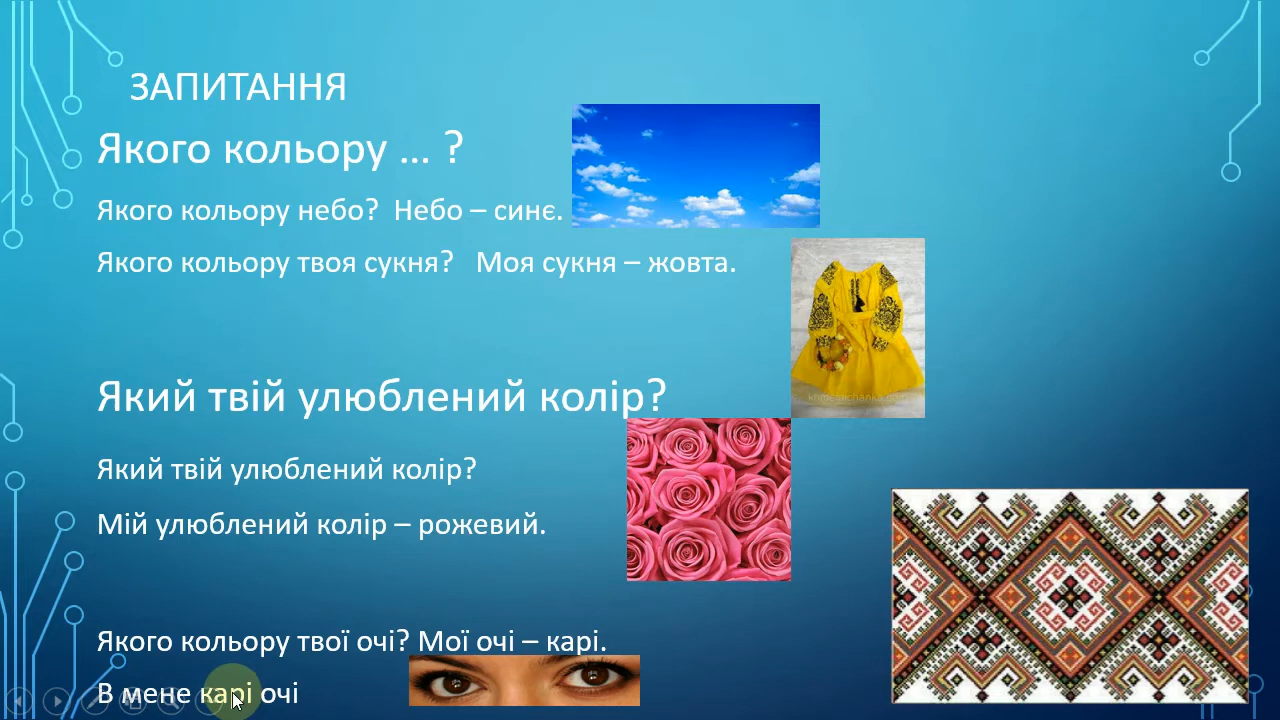 ЗАПИТАННЯ
Якого кольору ... ?
Якого кольору небо? Небо – синє.
Якого кольору твоя сукня? Моя сукня – жовта.
Який твій улюблений колір?
Який твій улюблений колір?
Мій улюблений колір – рожевий.
Якого кольору твої очі? Мої очі – карі.
В мене карі очі